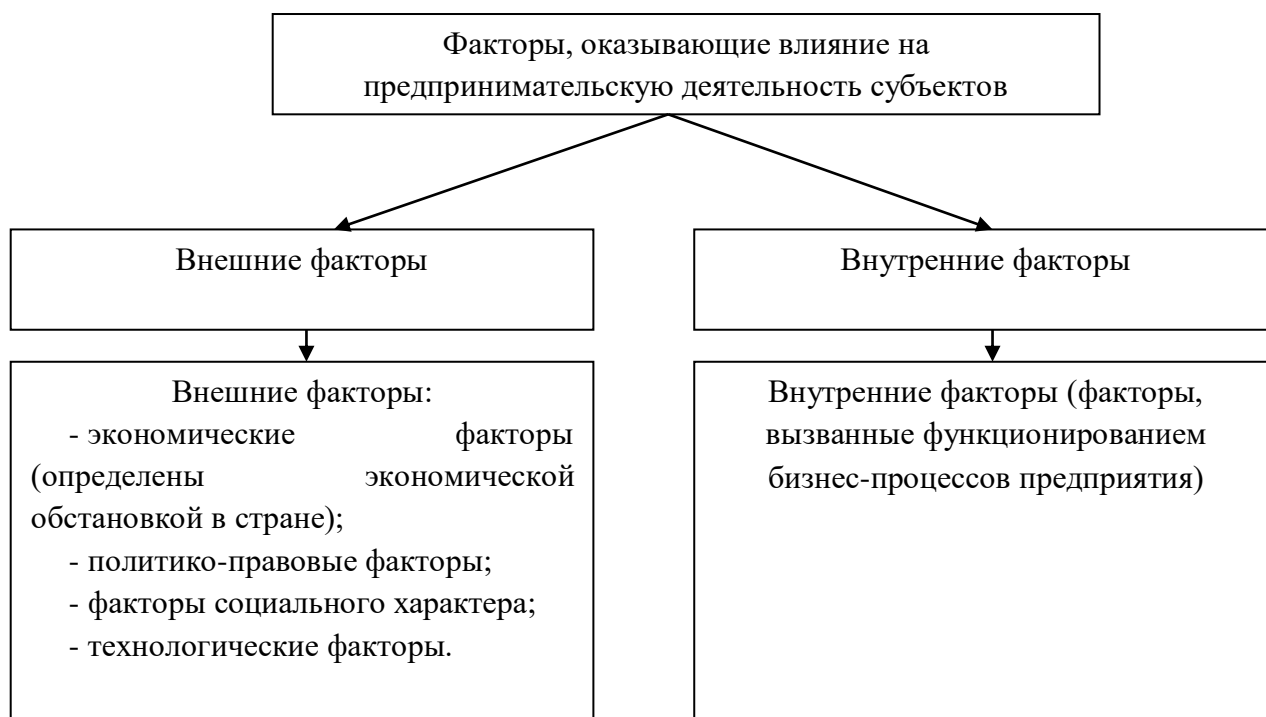 Факторы, оказывающие влияние на
предпринимательскую деятельность субъектов
Внешние факторы
Внутренние факторы
Внешние факторы:
- экономические факторы
(определены экономической
обстановкой в стране);
- политико-правовые факторы;
- факторы социального характера;
- технологические факторы.
Внутренние факторы (факторы,
вызванные функционированием
бизнес-процессов предприятия)